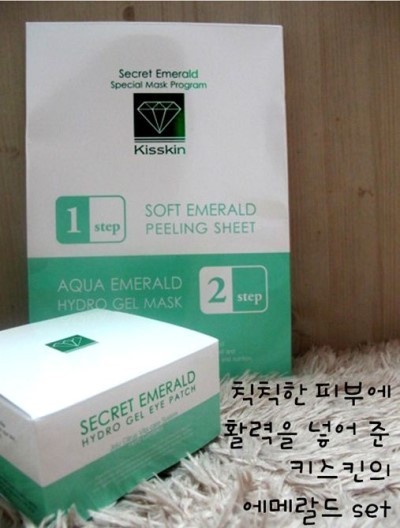 Secret Emerald
Special Mask Program
Kisskin
1 step
SOFT EMERALD
PEELING SHEET
AQUA EMERALD
HYDRO GEL MASK
2 step
SECRET EMERALD
HYDRO GEL EYE PATCH
칙칙한 피부에
활력을 넣어 준
키스킨의
에메랄드 set